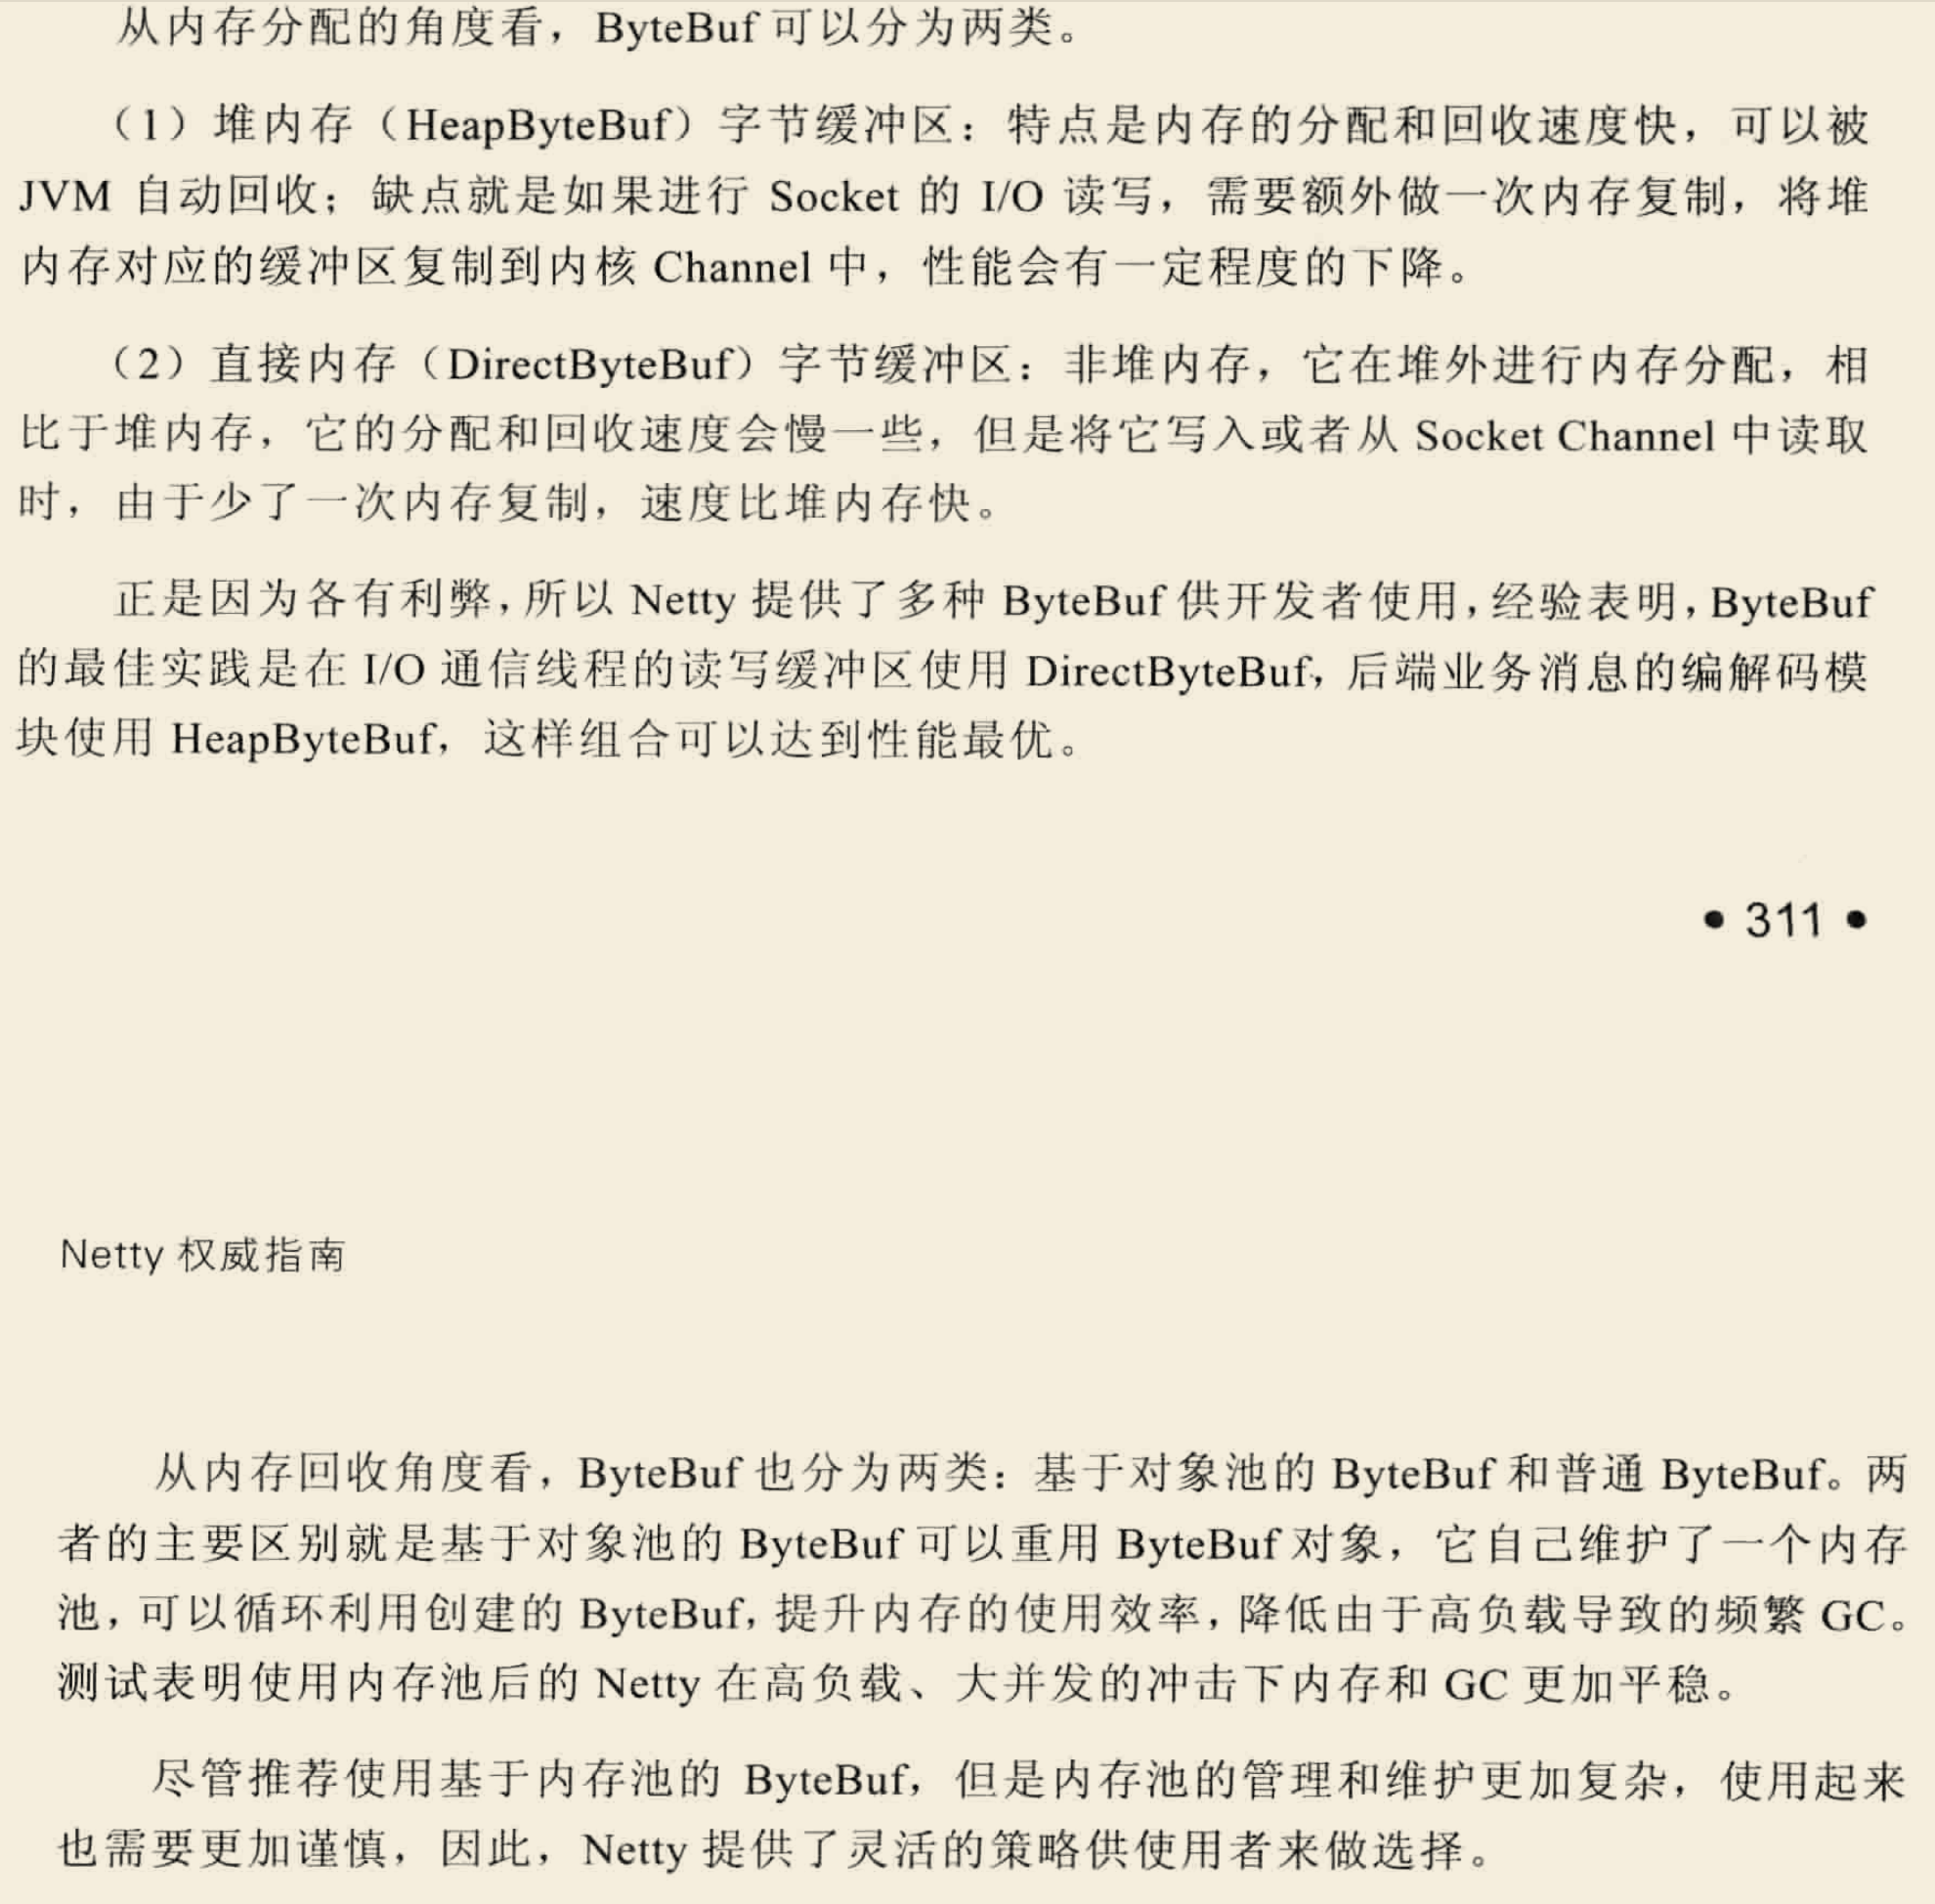 从内存分配的角度看，ByteBuf 可以分为两类。
（1）堆内存（HeapByteBuf）字节缓冲区：特点是内存的分配和回收速度快，可以被
JVM 自动回收；缺点就是如果进行 Socket 的 I/O 读写，需要额外做一次内存复制，将堆
内存对应的缓冲区复制到内核 Channel 中，性能会有一定程度的下降。
（2）直接内存（DirectByteBuf）字节缓冲区：非堆内存，它在堆外进行内存分配，相
比于堆内存，它的分配和回收速度会慢一些，但是将它写入或者从 Socket Channel 中读取
时，由于少了一次内存复制，速度比堆内存快。
正是因为各有利弊，所以 Netty 提供了多种 ByteBuf 供开发者使用，经验表明，ByteBuf
的最佳实践是在 I/O 通信线程的读写缓冲区使用 DirectByteBuf，后端业务消息的编解码模
块使用 HeapByteBuf，这样组合可以达到性能最优。
• 311 •
Netty 权威指南
从内存回收角度看，ByteBuf 也分为两类：基于对象池的 ByteBuf 和普通 ByteBuf。两
者的主要区别就是基于对象池的 ByteBuf 可以重用 ByteBuf 对象，它自己维护了一个内存
池，可以循环利用创建的 ByteBuf，提升内存的使用效率，降低由于高负载导致的频繁 GC。
测试表明使用内存池后的 Netty 在高负载、大并发的冲击下内存和 GC 更加平稳。
尽管推荐使用基于内存池的 ByteBuf，但是内存池的管理和维护更加复杂，使用起来
也需要更加谨慎，因此，Netty 提供了灵活的策略供使用者来做选择。